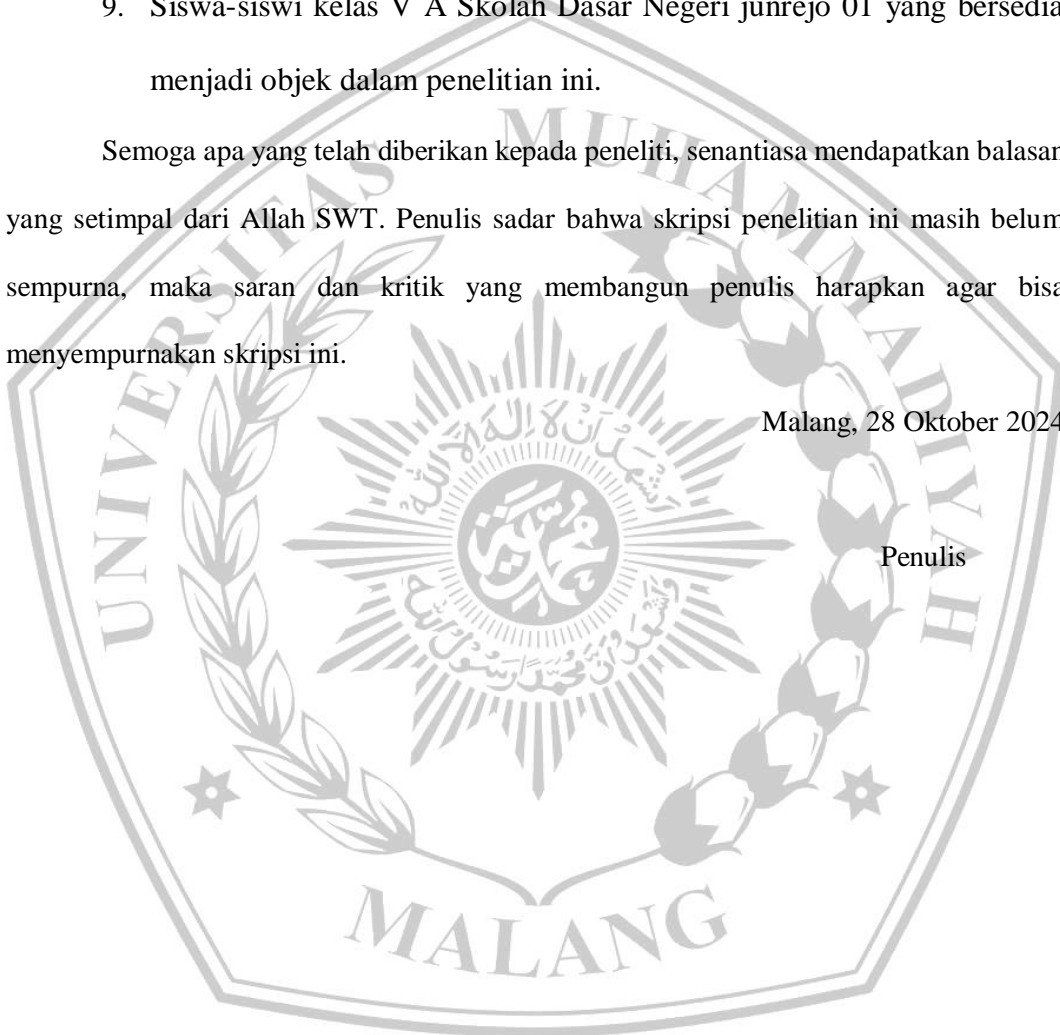 9. Siswa-siswi kelas V A Skolah Dasar Negeri junrejo 01 yang bersedia
menjadi objek dalam penelitian ini.
Semoga apa yang telah diberikan kepada peneliti, senantiasa mendapatkan balasan
yang setimpal dari Allah SWT. Penulis sadar bahwa skripsi penelitian ini masih belum
sempurna, maka saran dan kritik yang membangun penulis harapkan agar bisa
menyempurnakan skripsi ini.
Malang, 28 Oktober 2024
Penulis
UNIVERSITAS MUHAMMADIYAH
MALANG